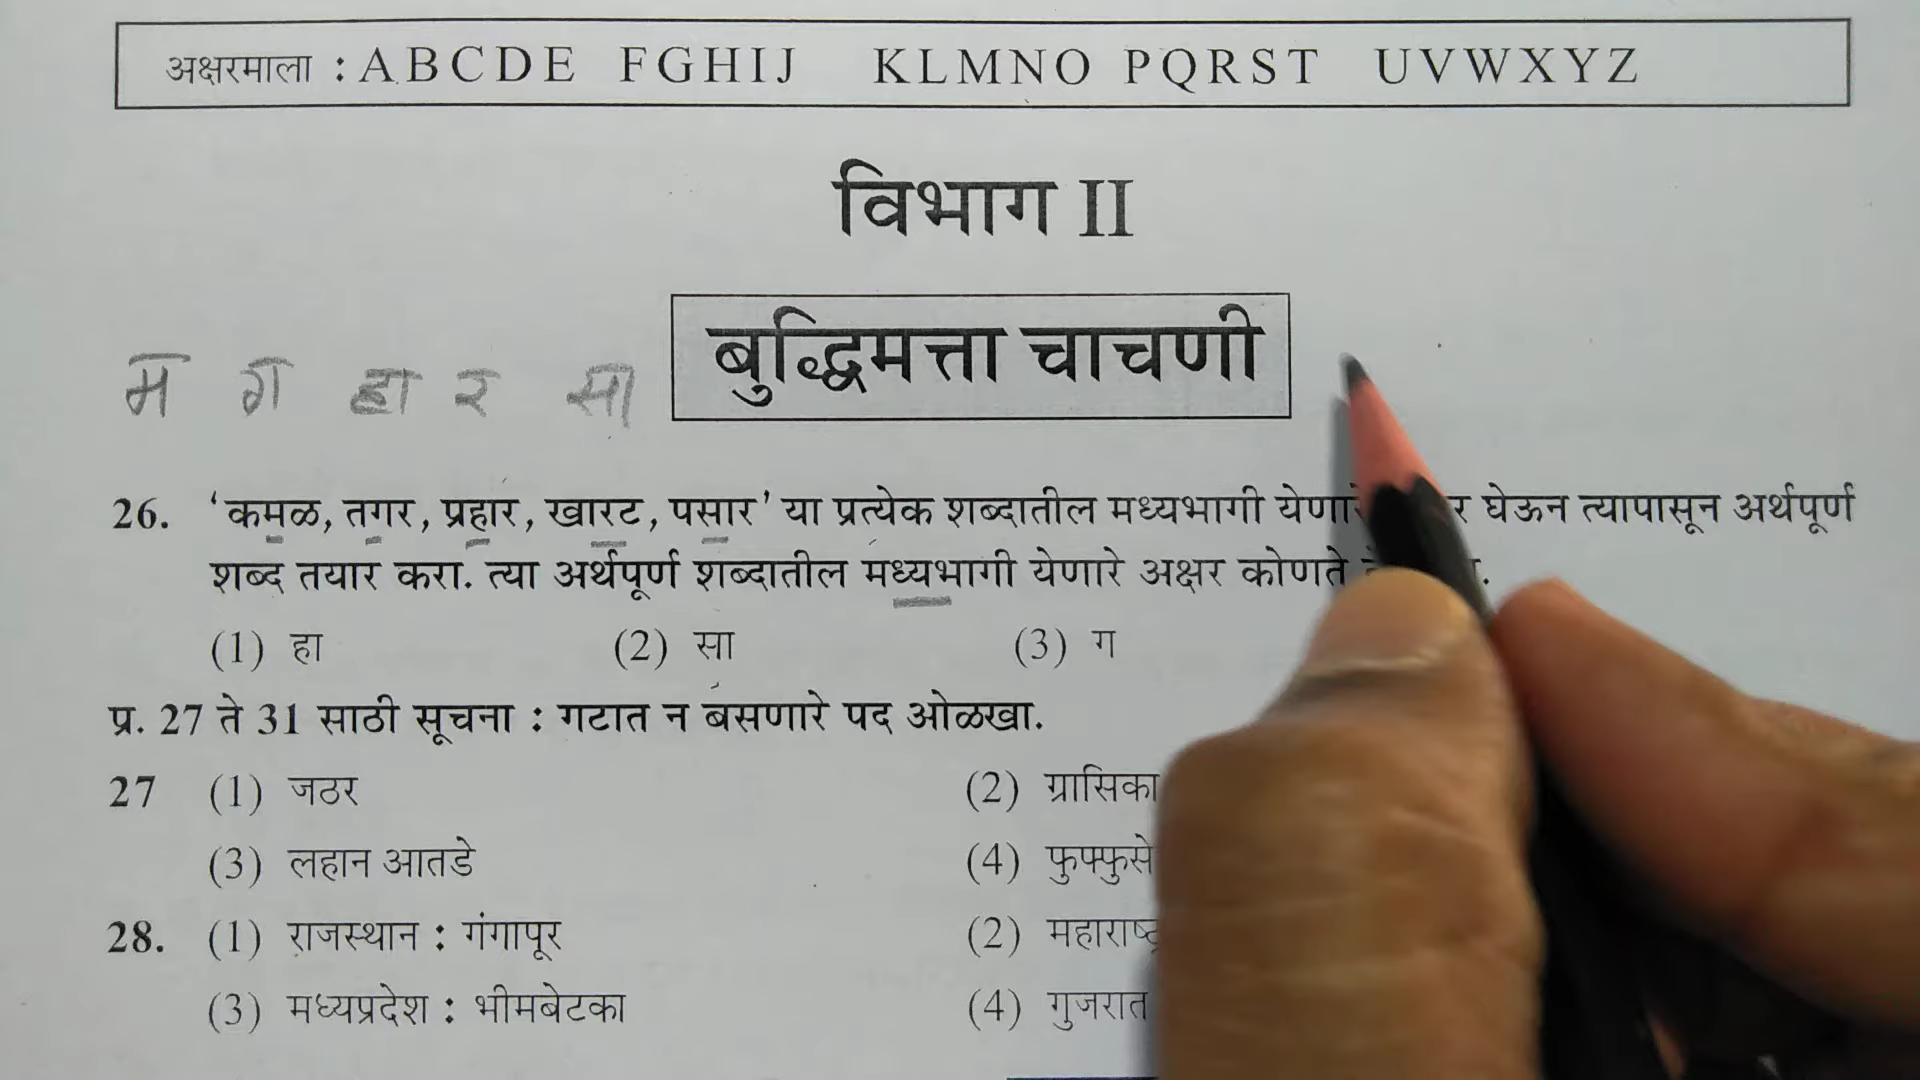 अक्षरमाला : A B C D E F G H I J K L M N O P Q R S T U V W X Y Z
विभाग II
बुद्धिमत्ता चाचणी
म ग हा र सा
26. 'कमळ, तगर, प्रहार, खारट, पसार' या प्रत्येक शब्दातील मध्यभागी घेऊन त्यापासून अर्थपूर्ण
शब्द तयार करा. त्या अर्थपूर्ण शब्दातील मध्यभागी येणारे अक्षर कोणते
(1) हा (2) सा (3) ग
प्र. 27 ते 31 साठी सूचना : गटात न बसणारे पद ओळखा.
27 (1) जठर (2) ग्रासिका
(3) लहान आतडे (4) फुफ्फुसे
28. (1) राजस्थान : गंगापूर (2)
(3) मध्यप्रदेश : भीमबेटका (4) गुजरात